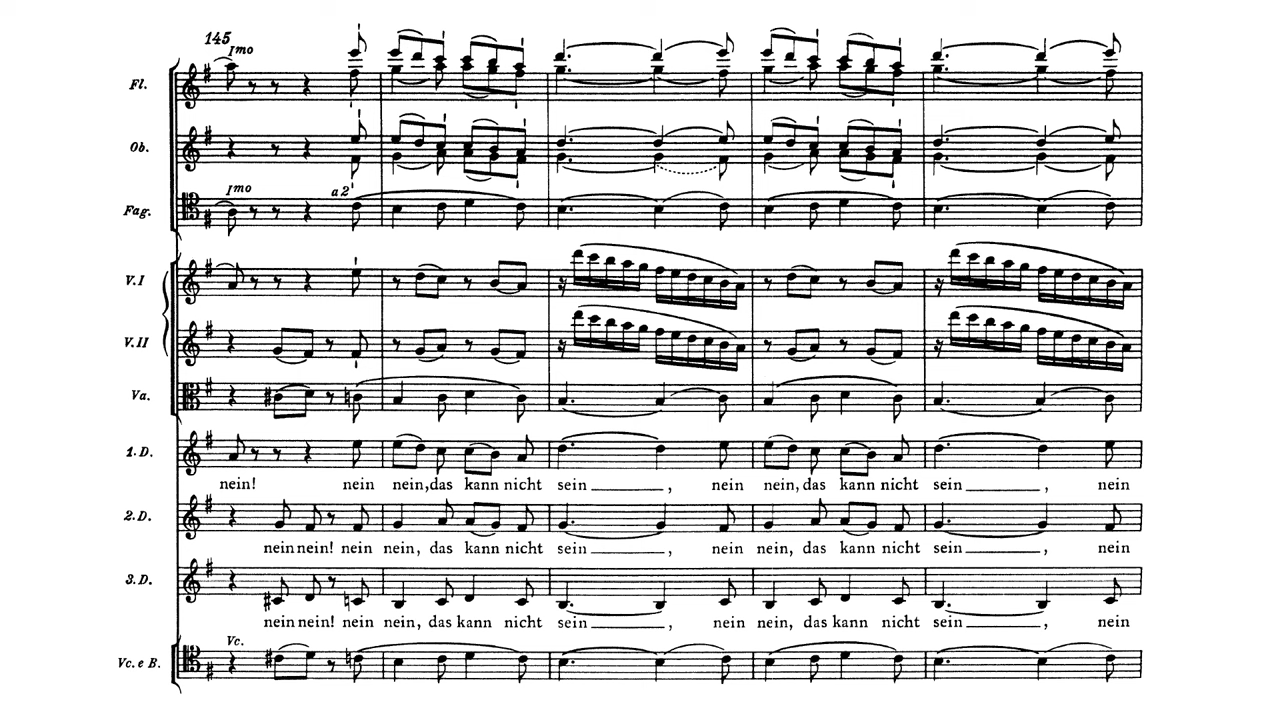 145
Imo
Fl.
Ob.
Imo a 2
Fag.
V.I
V.II
Va.
1.D.
nein! nein nein, das kann nicht sein , nein nein, das kann nicht sein , nein
2.D.
nein nein! nein nein, das kann nicht sein , nein nein, das kann nicht sein , nein
3.D.
nein nein! nein nein, das kann nicht sein , nein nein, das kann nicht sein , nein
Vc.
Vc. e B.